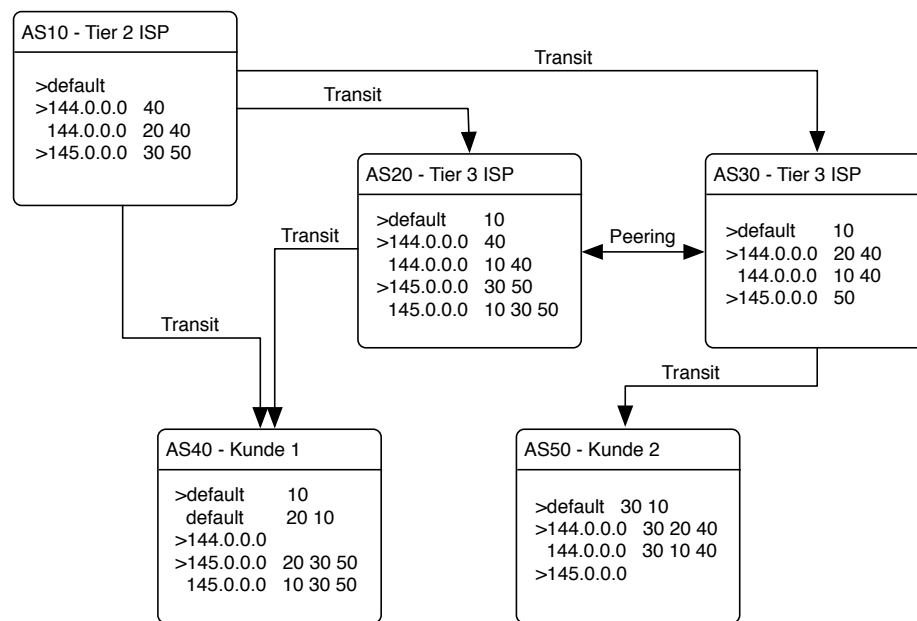 AS10 - Tier 2 ISP
>default
>144.0.0.0 40
144.0.0.0 20 40
>145.0.0.0 30 50
Transit
Transit
AS20 - Tier 3 ISP
>default 10
>144.0.0.0 40
144.0.0.0 10 40
>145.0.0.0 30 50
145.0.0.0 10 30 50
Peering
AS30 - Tier 3 ISP
>default 10
>144.0.0.0 20 40
144.0.0.0 10 40
>145.0.0.0 50
Transit
Transit
Transit
AS40 - Kunde 1
>default 10
default 20 10
>144.0.0.0
>145.0.0.0 20 30 50
145.0.0.0 10 30 50
AS50 - Kunde 2
>default 30 10
>144.0.0.0 30 20 40
144.0.0.0 30 10 40
>145.0.0.0